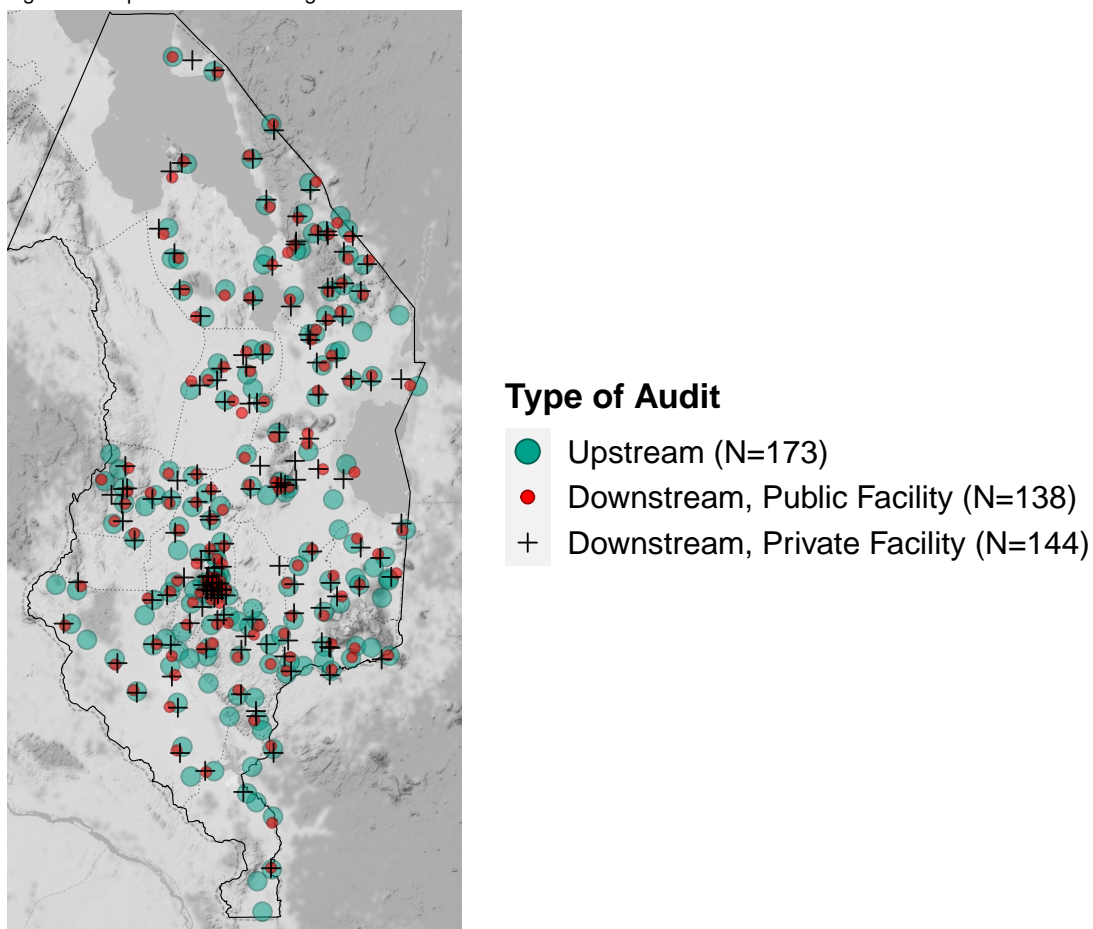 Type of Audit
Upstream (N=173)
Downstream, Public Facility (N=138)
Downstream, Private Facility (N=144)